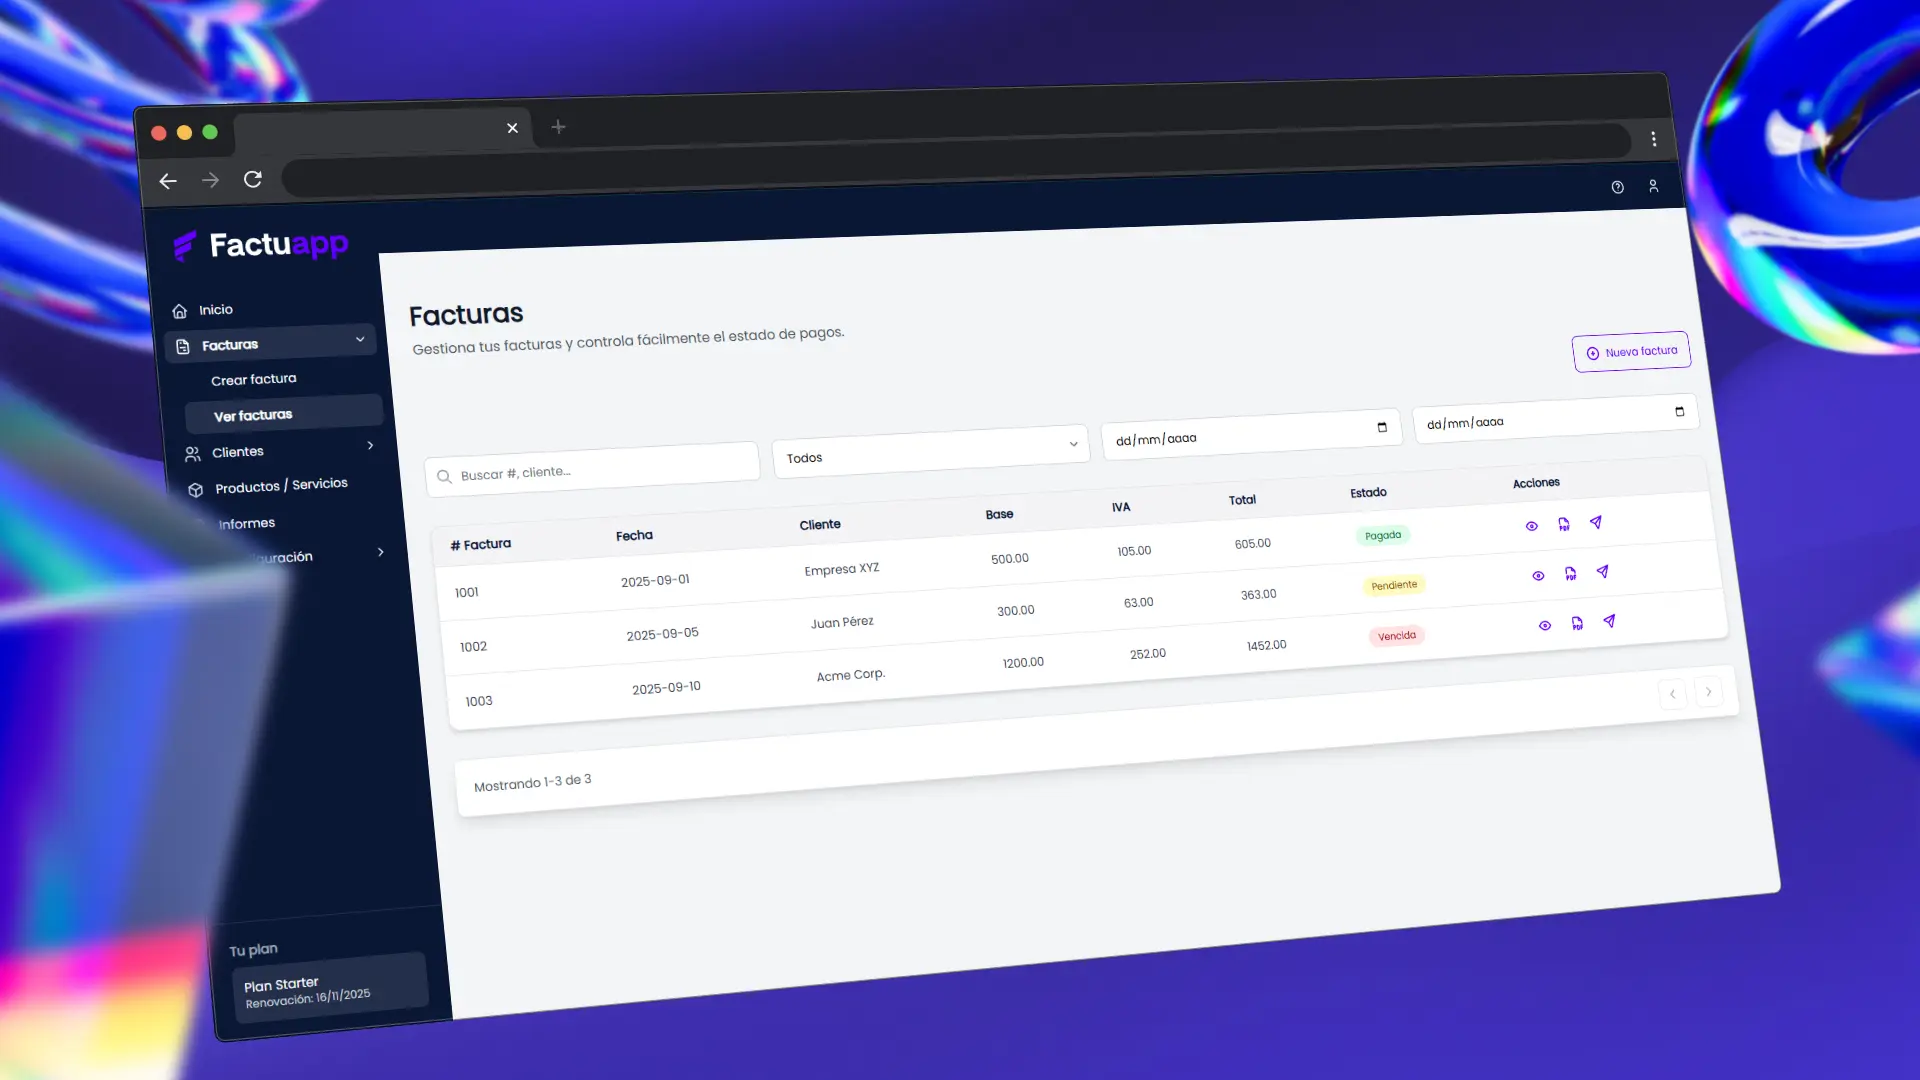 Factuapp
Inicio
Facturas
Crear factura
Ver facturas
Clientes
Productos / Servicios
Informes
Tu plan
Plan Starter
Renovación: 16/11/2025
Facturas
Gestiona tus facturas y controla fácilmente el estado de pagos.
Nueva factura
Buscar #, cliente...
Todos
dd/mm/aaaa
dd/mm/aaaa
# Factura Fecha Cliente Base IVA Total Estado Acciones
1001 2025-09-01 Empresa XYZ 500.00 105.00 605.00 Pagada PDF
1002 2025-09-05 Juan Pérez 300.00 63.00 363.00 Pendiente PDF
1003 2025-09-10 Acme Corp. 1200.00 252.00 1452.00 Vencida PDF
Mostrando 1-3 de 3